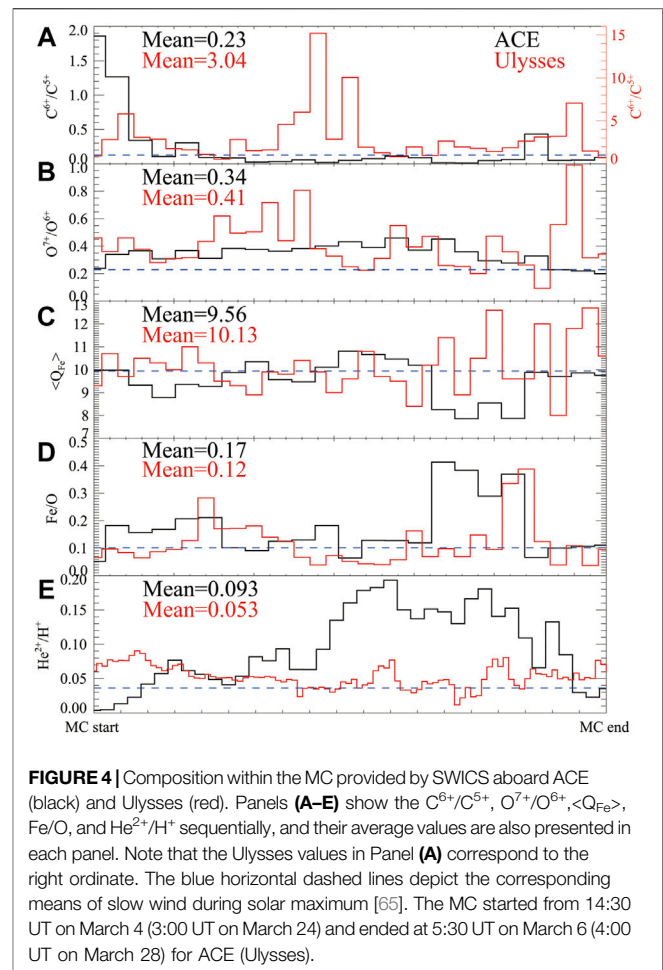 A
Mean=0.23
Mean=3.04
ACE
Ulysses
C⁶⁺/C⁵⁺
2.0
1.5
1.0
0.5
0.0
15
10
5
0
C⁶⁺/C⁵⁺
B
Mean=0.34
Mean=0.41
O⁷⁺/O⁶⁺
1.0
0.8
0.6
0.4
0.2
0.0
C
Mean=9.56
Mean=10.13
<Q_Fe>
13
12
11
10
9
8
7
D
Mean=0.17
Mean=0.12
Fe/O
0.5
0.4
0.3
0.2
0.1
0.0
E
Mean=0.093
Mean=0.053
He²⁺/H⁺
0.20
0.15
0.10
0.05
0.00
MC start
MC end
FIGURE 4 | Composition within the MC provided by SWICS aboard ACE
(black) and Ulysses (red). Panels (A–E) show the C⁶⁺/C⁵⁺, O⁷⁺/O⁶⁺,<Q_Fe>,
Fe/O, and He²⁺/H⁺ sequentially, and their average values are also presented in
each panel. Note that the Ulysses values in Panel (A) correspond to the
right ordinate. The blue horizontal dashed lines depict the corresponding
means of slow wind during solar maximum [65]. The MC started from 14:30
UT on March 4 (3:00 UT on March 24) and ended at 5:30 UT on March 6 (4:00
UT on March 28) for ACE (Ulysses).